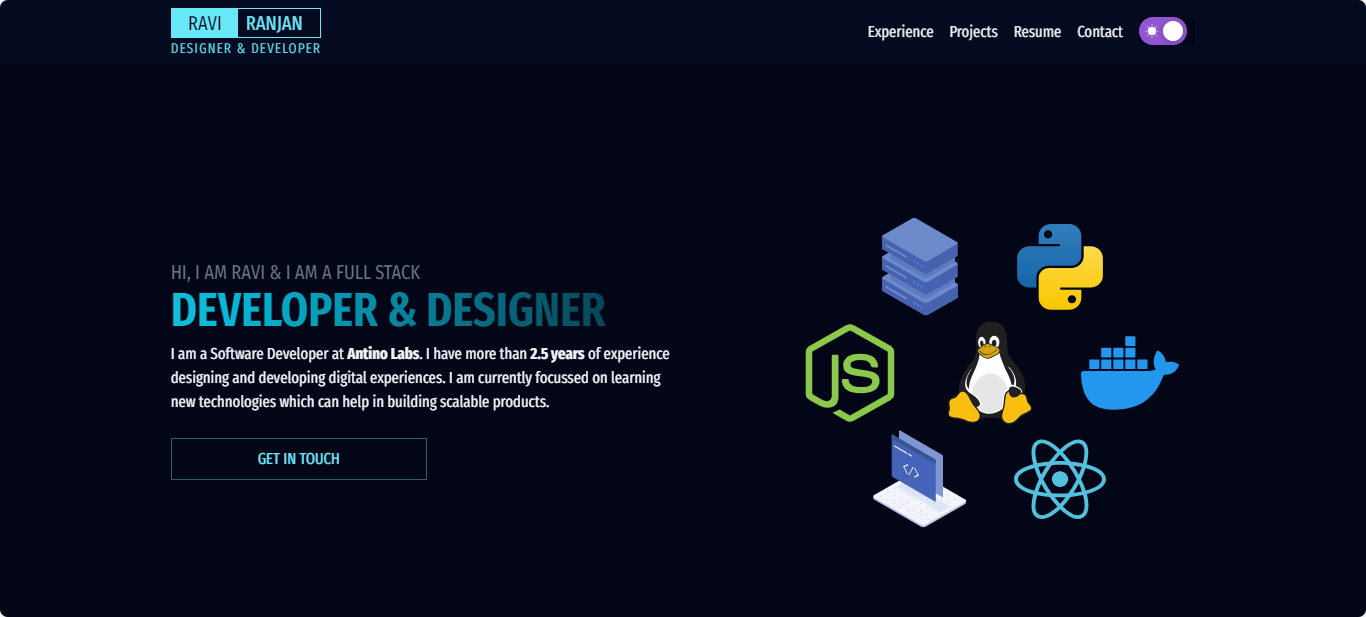 RAVI RANJAN
DESIGNER & DEVELOPER
Experience Projects Resume Contact
HI, I AM RAVI & I AM A FULL STACK
DEVELOPER & DESIGNER
I am a Software Developer at Antino Labs. I have more than 2.5 years of experience
designing and developing digital experiences. I am currently focussed on learning
new technologies which can help in building scalable products.
GET IN TOUCH
JS
</>